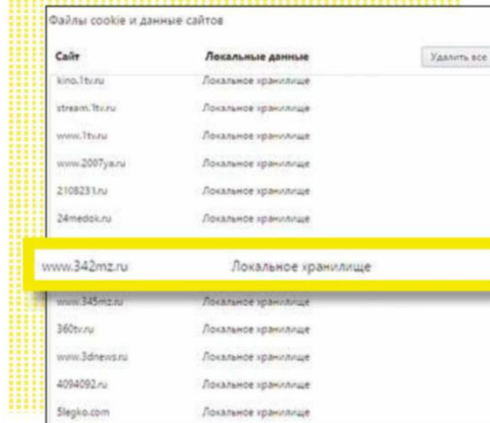 Файлы cookie и данные сайтов
Сайт Локальные данные Удалить все
kino.1tv.ru Локальное хранилище
stream.1tv.ru Локальное хранилище
www.1tv.ru Локальное хранилище
www.2007ya.ru Локальное хранилище
2108231.ru Локальное хранилище
24medok.ru Локальное хранилище
www.342mz.ru Локальное хранилище
www.345mz.ru Локальное хранилище
360tv.ru Локальное хранилище
www.3dnews.ru Локальное хранилище
4094092.ru Локальное хранилище
5legko.com Локальное хранилище